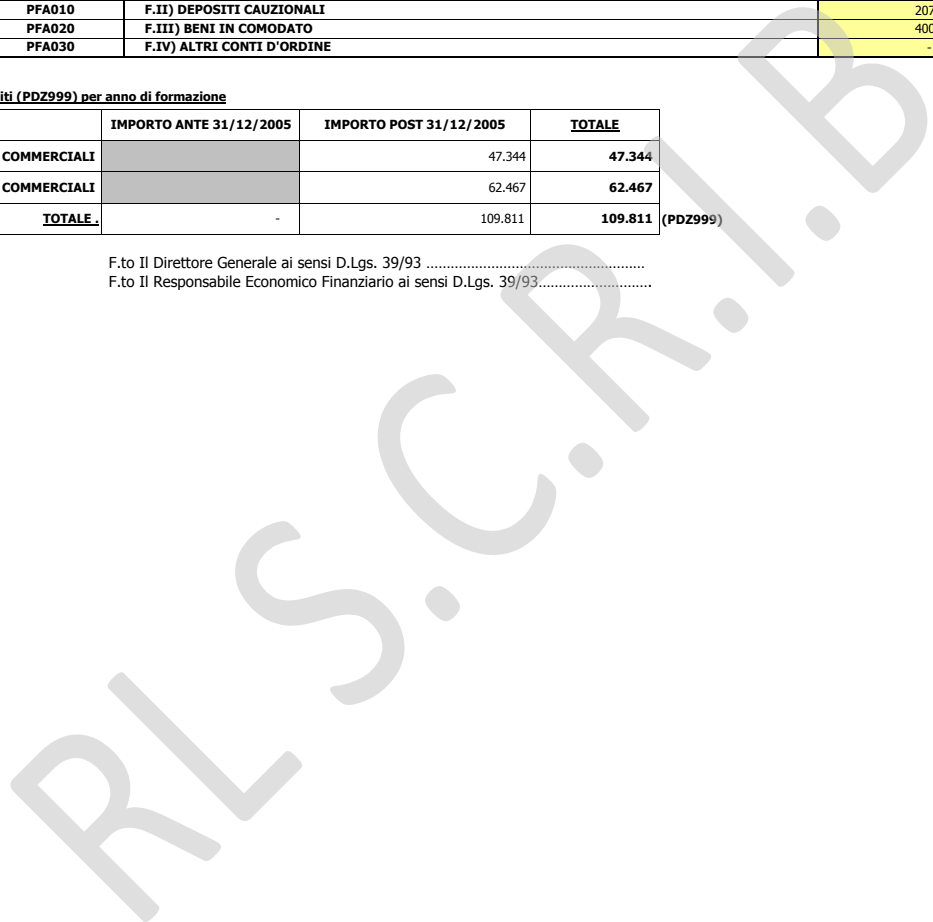 PFA010 F.II) DEPOSITI CAUZIONALI 207
PFA020 F.III) BENI IN COMODATO 400
PFA030 F.IV) ALTRI CONTI D'ORDINE -
iti (PDZ999) per anno di formazione
IMPORTO ANTE 31/12/2005 IMPORTO POST 31/12/2005 TOTALE
COMMERCIALI 47.344 47.344
COMMERCIALI 62.467 62.467
TOTALE . - 109.811 109.811 (PDZ999)
F.to Il Direttore Generale ai sensi D.Lgs. 39/93 .....................................................
F.to Il Responsabile Economico Finanziario ai sensi D.Lgs. 39/93............................
RL S.C.R.I.B